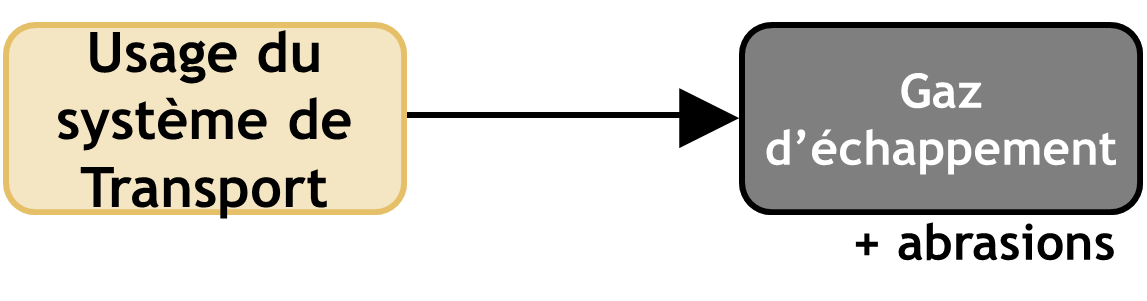 Usage du
système de
Transport
Gaz
d’échappement
+ abrasions